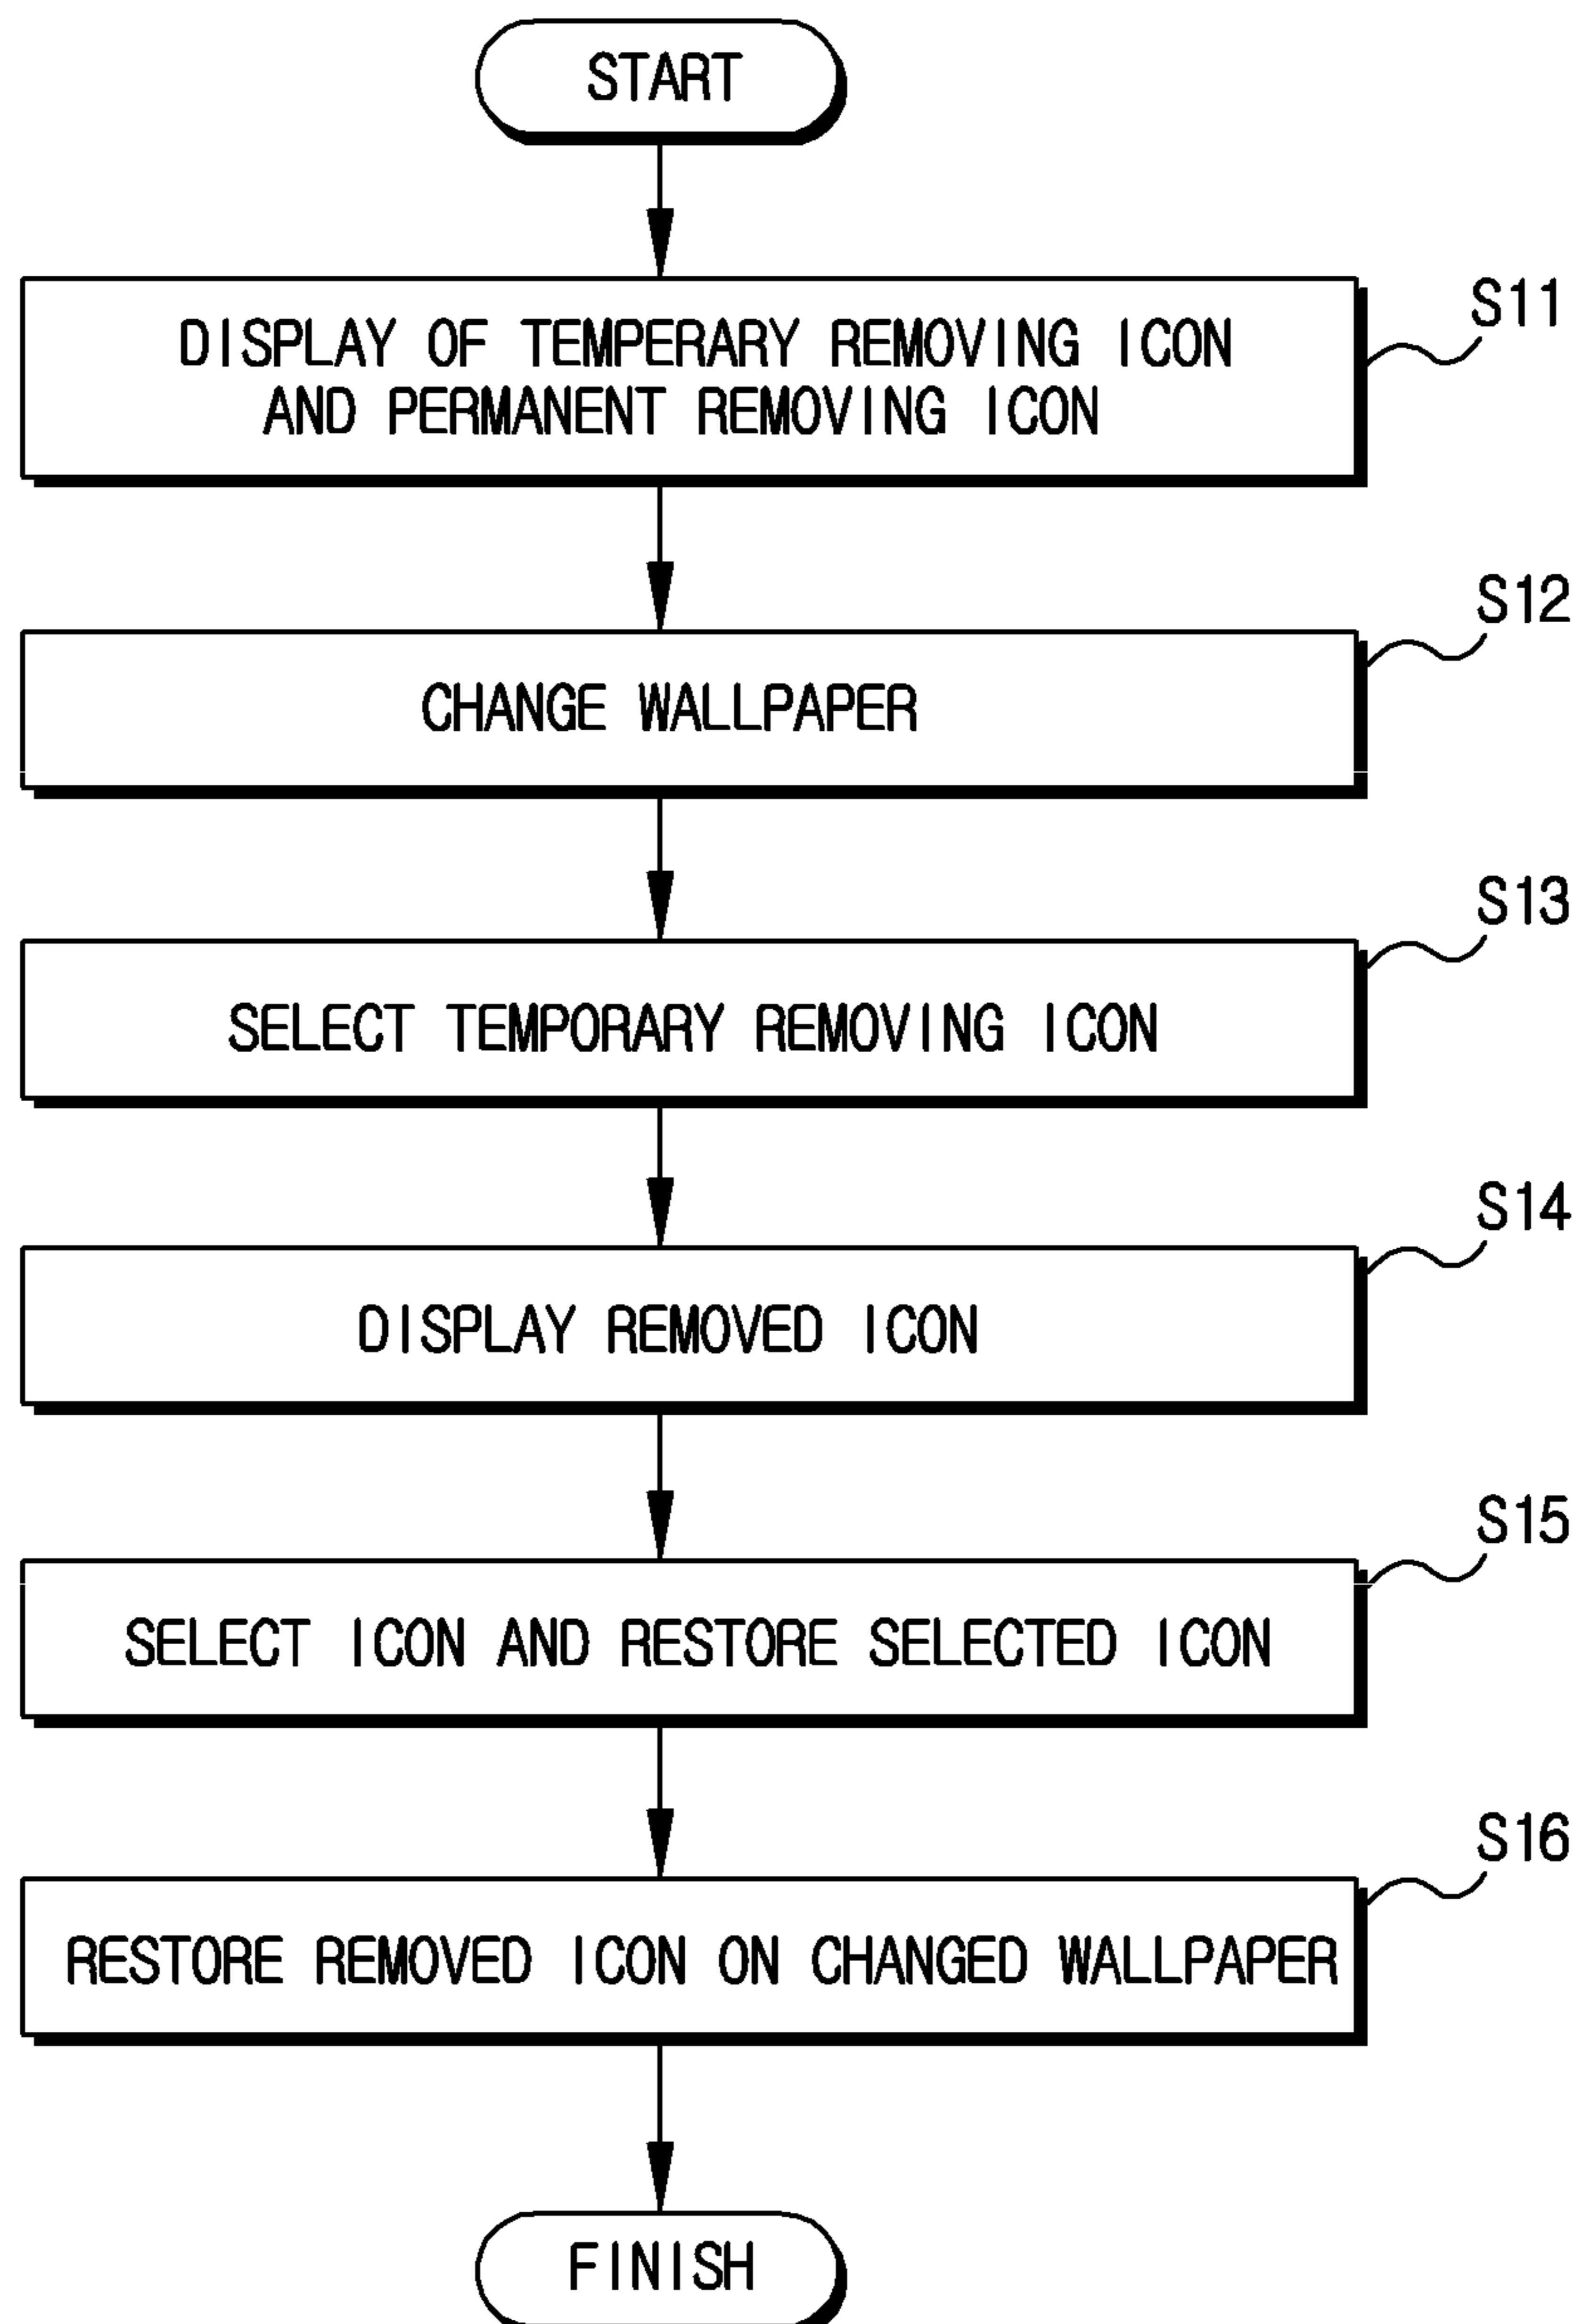 START
DISPLAY OF TEMPERARY REMOVING ICON
AND PERMANENT REMOVING ICON
S11
CHANGE WALLPAPER
S12
SELECT TEMPORARY REMOVING ICON
S13
DISPLAY REMOVED ICON
S14
SELECT ICON AND RESTORE SELECTED ICON
S15
RESTORE REMOVED ICON ON CHANGED WALLPAPER
S16
FINISH